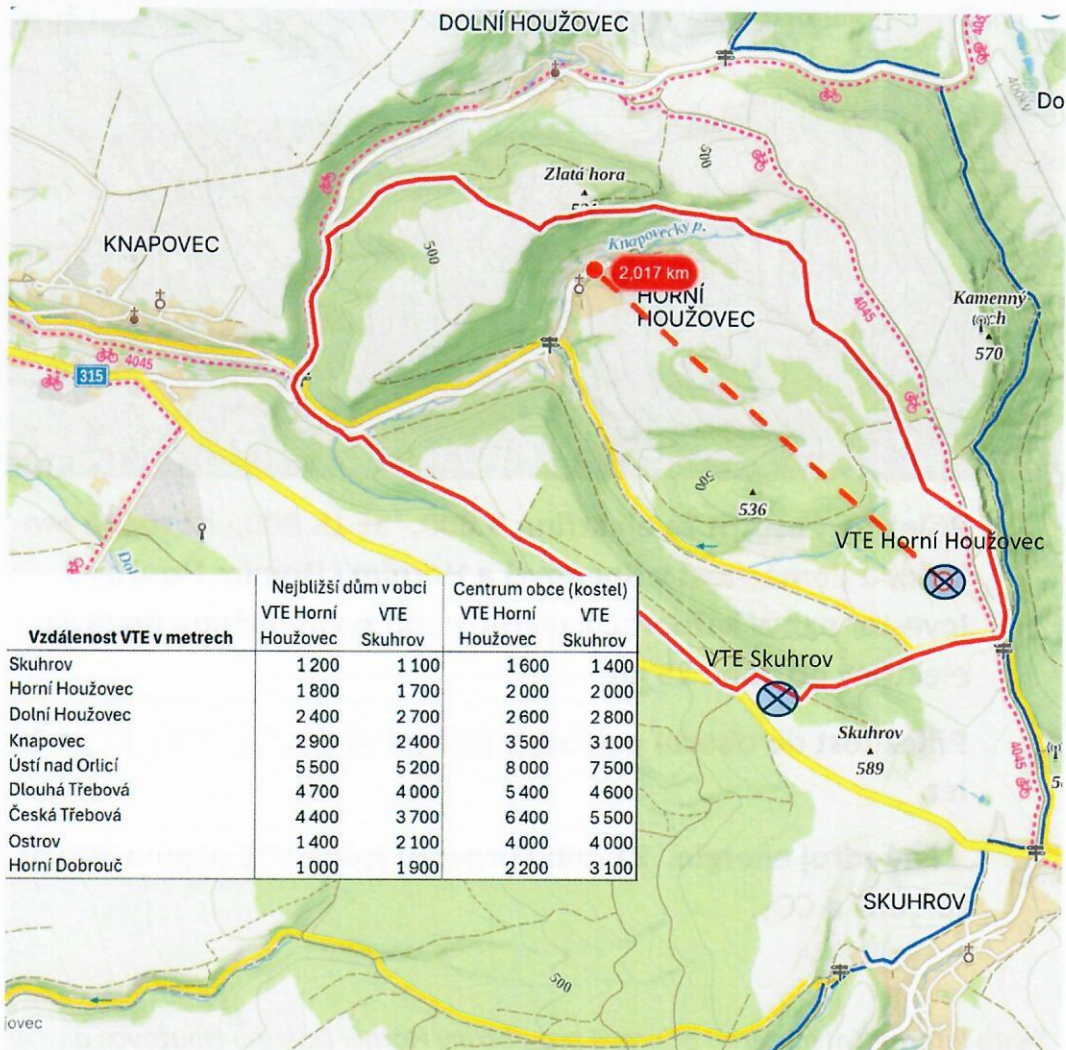 DOLNÍ HOUŽOVEC
Do
Zlatá hora
500
KNAPOVEC
500
Knapovecký p.
2,017 km
HORNÍ
HOUŽOVEC
Kamenný
570
4045
4045
315
500
536
VTE Horní Houžovec
Nejbližší dům v obci Centrum obce (kostel)
VTE Horní VTE VTE Horní VTE
Vzdálenost VTE v metrech Houžovec Skuhrov Houžovec Skuhrov
Skuhrov 1 200 1 100 1 600 1 400
Horní Houžovec 1 800 1 700 2 000 2 000
Dolní Houžovec 2 400 2 700 2 600 2 800
Knapovec 2 900 2 400 3 500 3 100
Ústí nad Orlicí 5 500 5 200 8 000 7 500
Dlouhá Třebová 4 700 4 000 5 400 4 600
Česká Třebová 4 400 3 700 6 400 5 500
Ostrov 1 400 2 100 4 000 4 000
Horní Dobrouč 1 000 1 900 2 200 3 100
VTE Skuhrov
Skuhrov
589
4045
SKUHROV
500
jovec